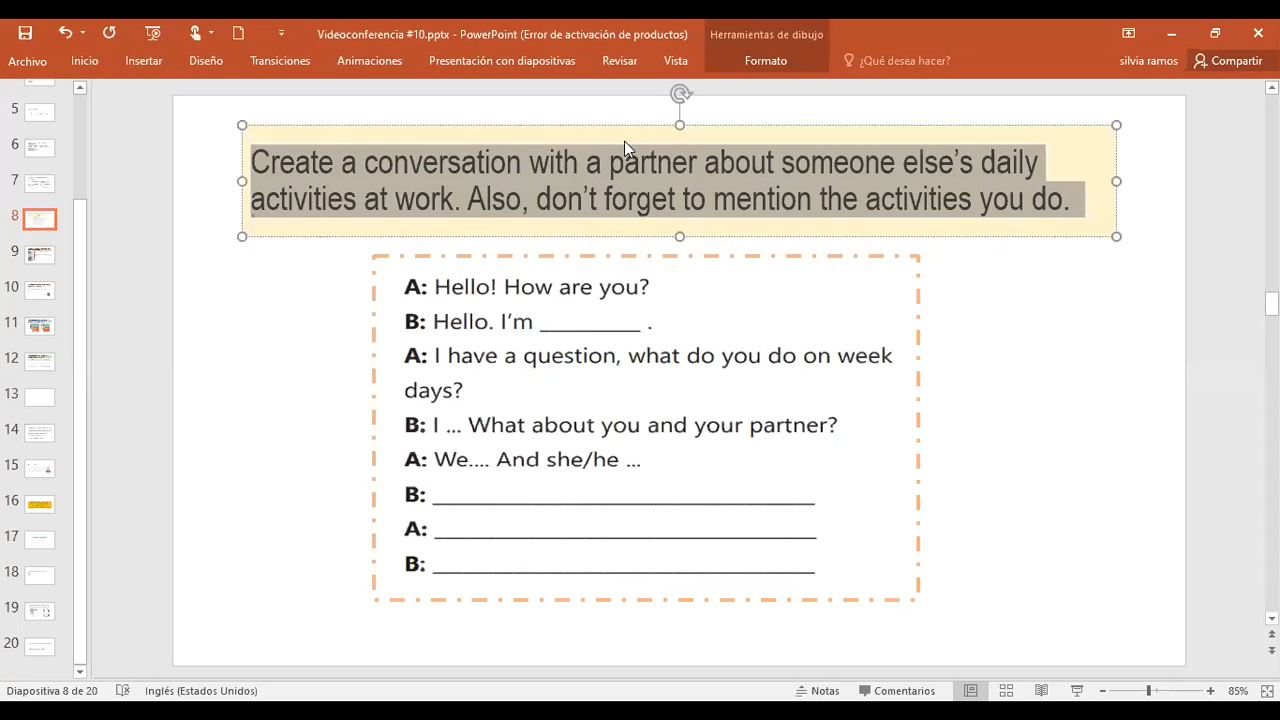 Videoconferencia #10.pptx - PowerPoint (Error de activación de productos)
Herramientas de dibujo
Archivo
Inicio
Insertar
Diseño
Transiciones
Animaciones
Presentación con diapositivas
Revisar
Vista
Formato
¿Qué desea hacer?
silvia ramos
Compartir
5
6
7
8
9
10
11
12
13
14
15
16
17
18
19
20
Create a conversation with a partner about someone else's daily
activities at work. Also, don't forget to mention the activities you do.
A: Hello! How are you?
B: Hello. I'm _________ .
A: I have a question, what do you do on week
days?
B: I ... What about you and your partner?
A: We.... And she/he ...
B: __________________________________
A: __________________________________
B: __________________________________
Diapositiva 8 de 20
Inglés (Estados Unidos)
Notas
Comentarios
85%